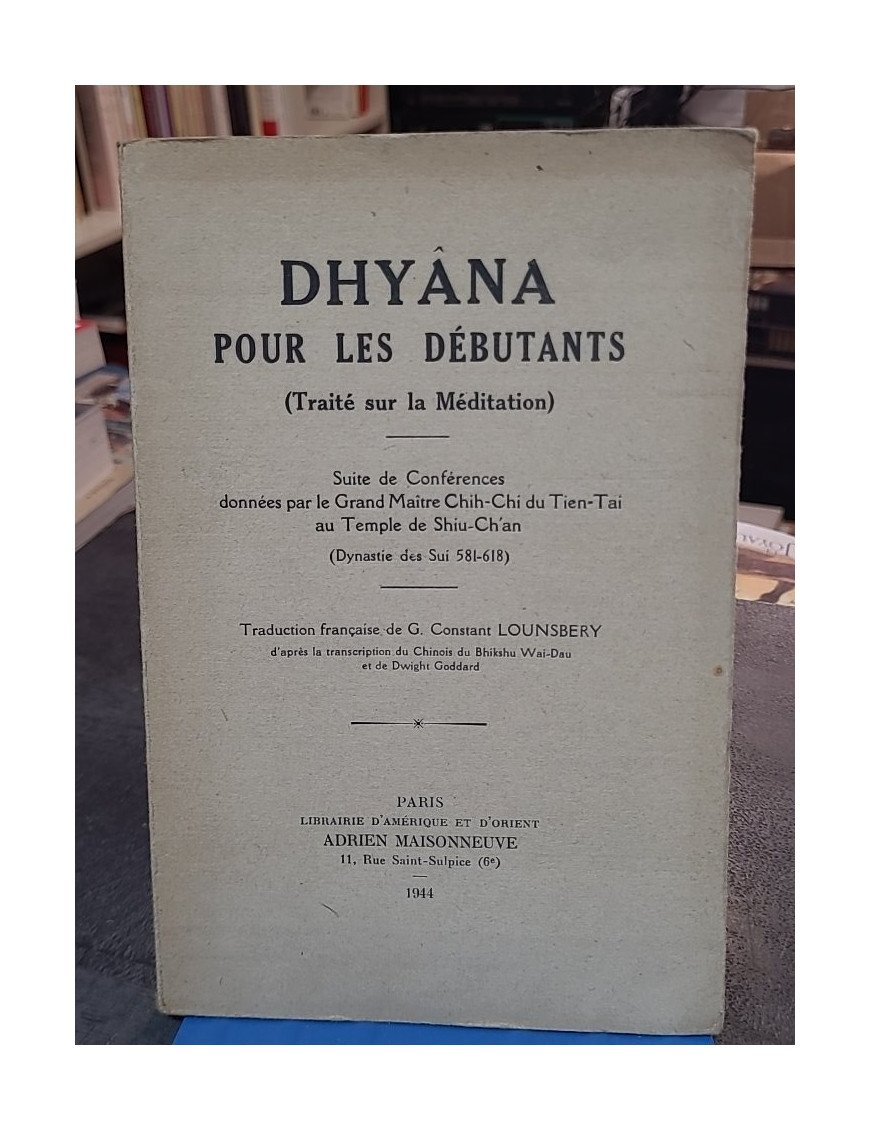 DHYÂNA
POUR LES DÉBUTANTS
(Traité sur la Méditation)
Suite de Conférences
données par le Grand Maître Chih-Chi du Tien-Tai
au Temple de Shiu-Ch'an
(Dynastie des Sui 581-618)
Traduction française de G. Constant LOUNSBERY
d'après la transcription du Chinois du Bhikshu Wai-Dau
et de Dwight Goddard
PARIS
LIBRAIRIE D'AMÉRIQUE ET D'ORIENT
ADRIEN MAISONNEUVE
11, Rue Saint-Sulpice (6e)
1944